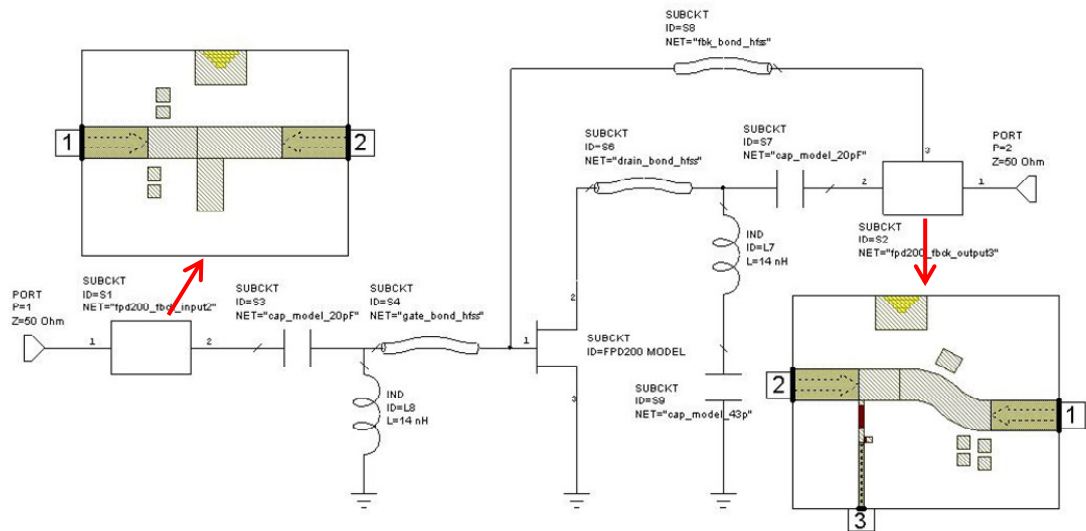 SUBCKT
ID=S8
NET="fbk_bond_hfss"
SUBCKT
ID=S6
NET="drain_bond_hfss"
SUBCKT
ID=S7
NET="cap_model_20pF"
PORT
P=2
Z=50 Ohm
3
2
1
1
2
SUBCKT
ID=S2
NET="fpd200_fbck_output3"
IND
ID=L7
L=14 nH
SUBCKT
ID=S1
NET="fpd200_fbck_input2"
SUBCKT
ID=S3
NET="cap_model_20pF"
SUBCKT
ID=S4
NET="gate_bond_hfss"
PORT
P=1
Z=50 Ohm
1
2
2
1
3
SUBCKT
ID=FPD200 MODEL
IND
ID=L8
L=14 nH
SUBCKT
ID=S9
NET="cap_model_43p"
2
1
3